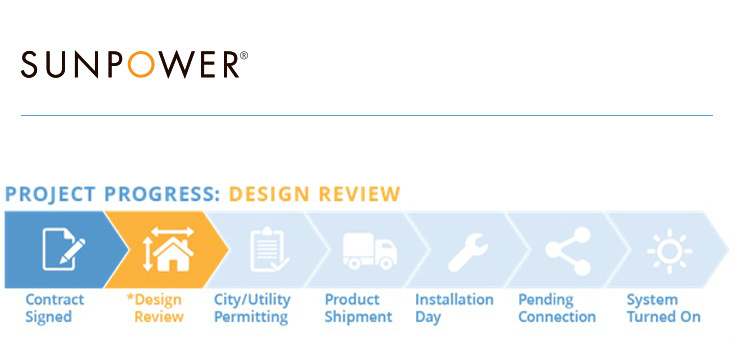 SUNPOWER®
PROJECT PROGRESS: DESIGN REVIEW
Contract
Signed
*Design
Review
City/Utility
Permitting
Product
Shipment
Installation
Day
Pending
Connection
System
Turned On